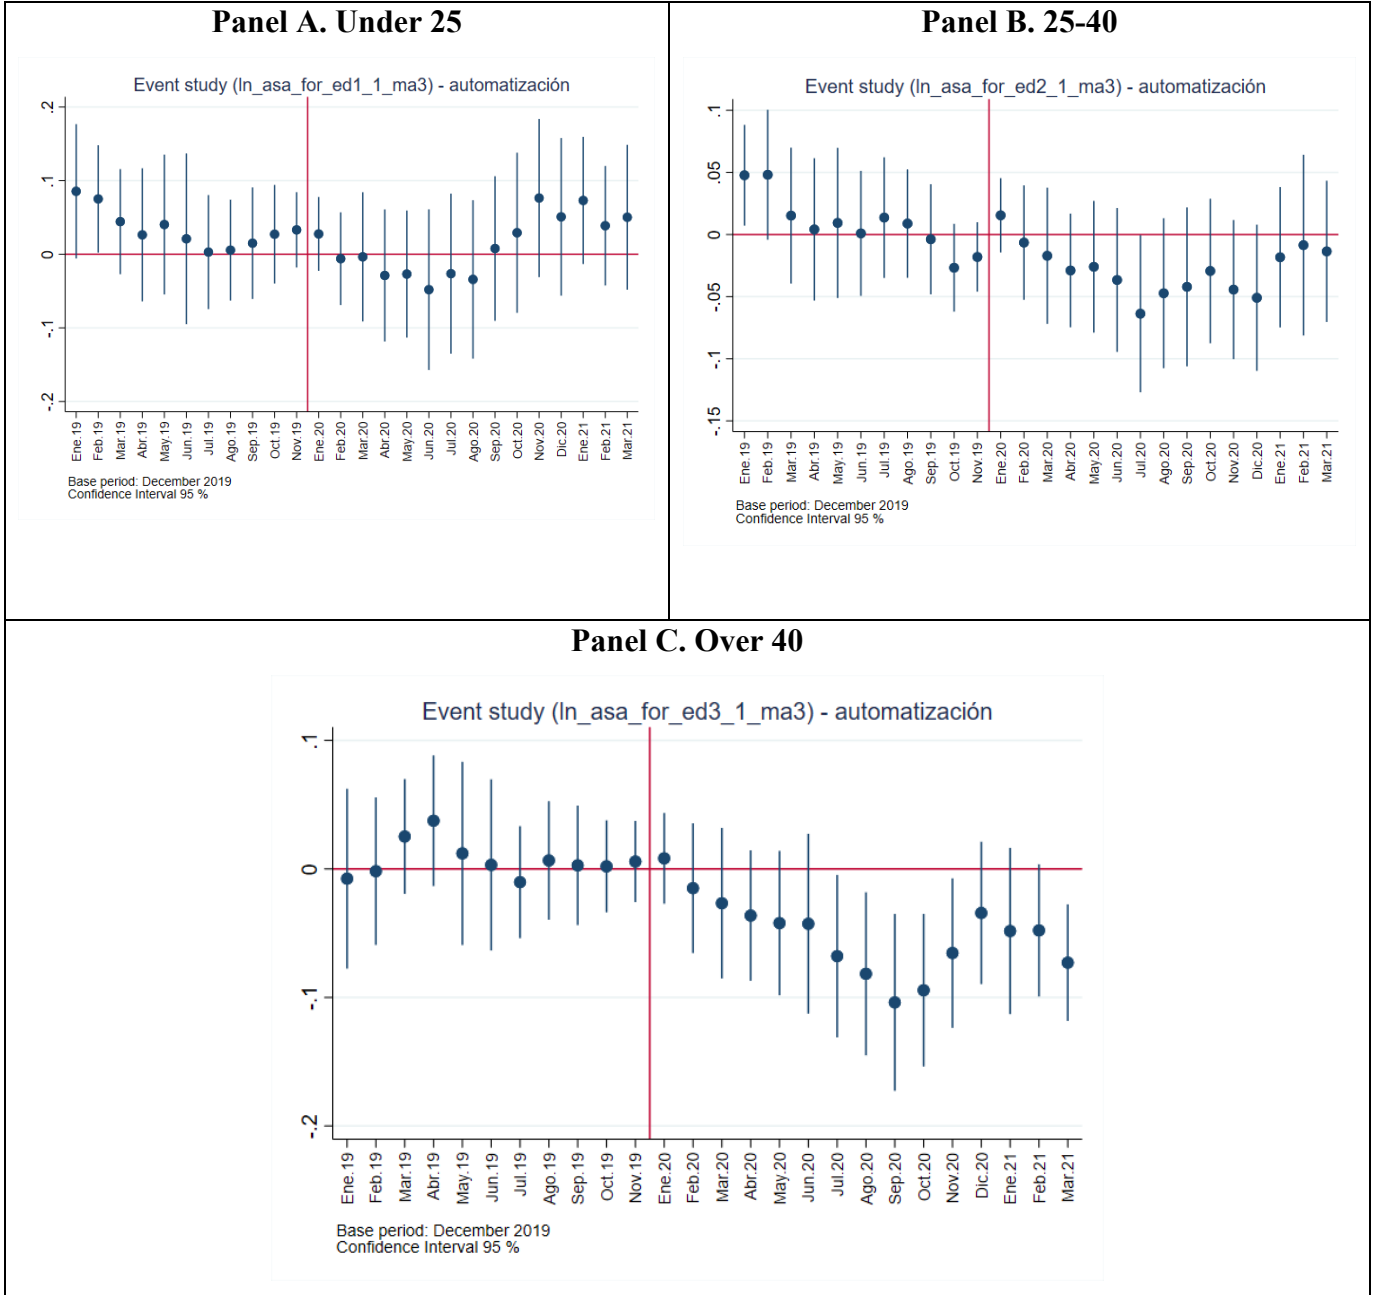 Panel A. Under 25
Event study (ln_asa_for_ed1_1_ma3) - automatización
.2
.1
0
-.1
-.2
Ene.19 Feb.19 Mar.19 Abr.19 May.19 Jun.19 Jul.19 Ago.19 Sep.19 Oct.19 Nov.19 Ene.20 Feb.20 Mar.20 Abr.20 May.20 Jun.20 Jul.20 Ago.20 Sep.20 Oct.20 Nov.20 Dic.20 Ene.21 Feb.21 Mar.21
Base period: December 2019
Confidence Interval 95 %
Panel B. 25-40
Event study (ln_asa_for_ed2_1_ma3) - automatización
.1
.05
0
-.05
-.1
-.15
Ene.19 Feb.19 Mar.19 Abr.19 May.19 Jun.19 Jul.19 Ago.19 Sep.19 Oct.19 Nov.19 Ene.20 Feb.20 Mar.20 Abr.20 May.20 Jun.20 Jul.20 Ago.20 Sep.20 Oct.20 Nov.20 Dic.20 Ene.21 Feb.21 Mar.21
Base period: December 2019
Confidence Interval 95 %
Panel C. Over 40
Event study (ln_asa_for_ed3_1_ma3) - automatización
.1
0
-.1
-.2
Ene.19 Feb.19 Mar.19 Abr.19 May.19 Jun.19 Jul.19 Ago.19 Sep.19 Oct.19 Nov.19 Ene.20 Feb.20 Mar.20 Abr.20 May.20 Jun.20 Jul.20 Ago.20 Sep.20 Oct.20 Nov.20 Dic.20 Ene.21 Feb.21 Mar.21
Base period: December 2019
Confidence Interval 95 %